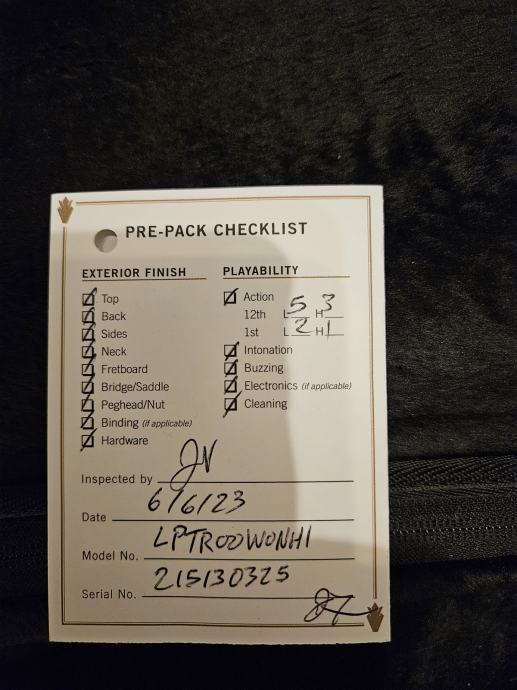 PRE-PACK CHECKLIST
EXTERIOR FINISH
Top
Back
Sides
Neck
Fretboard
Bridge/Saddle
Peghead/Nut
Binding (if applicable)
Hardware
PLAYABILITY
Action
12th L 5 H 3
1st L 2 H 1
Intonation
Buzzing
Electronics (if applicable)
Cleaning
Inspected by JV
Date 6/6/23
Model No. LPTROOWONH1
Serial No. 215130325